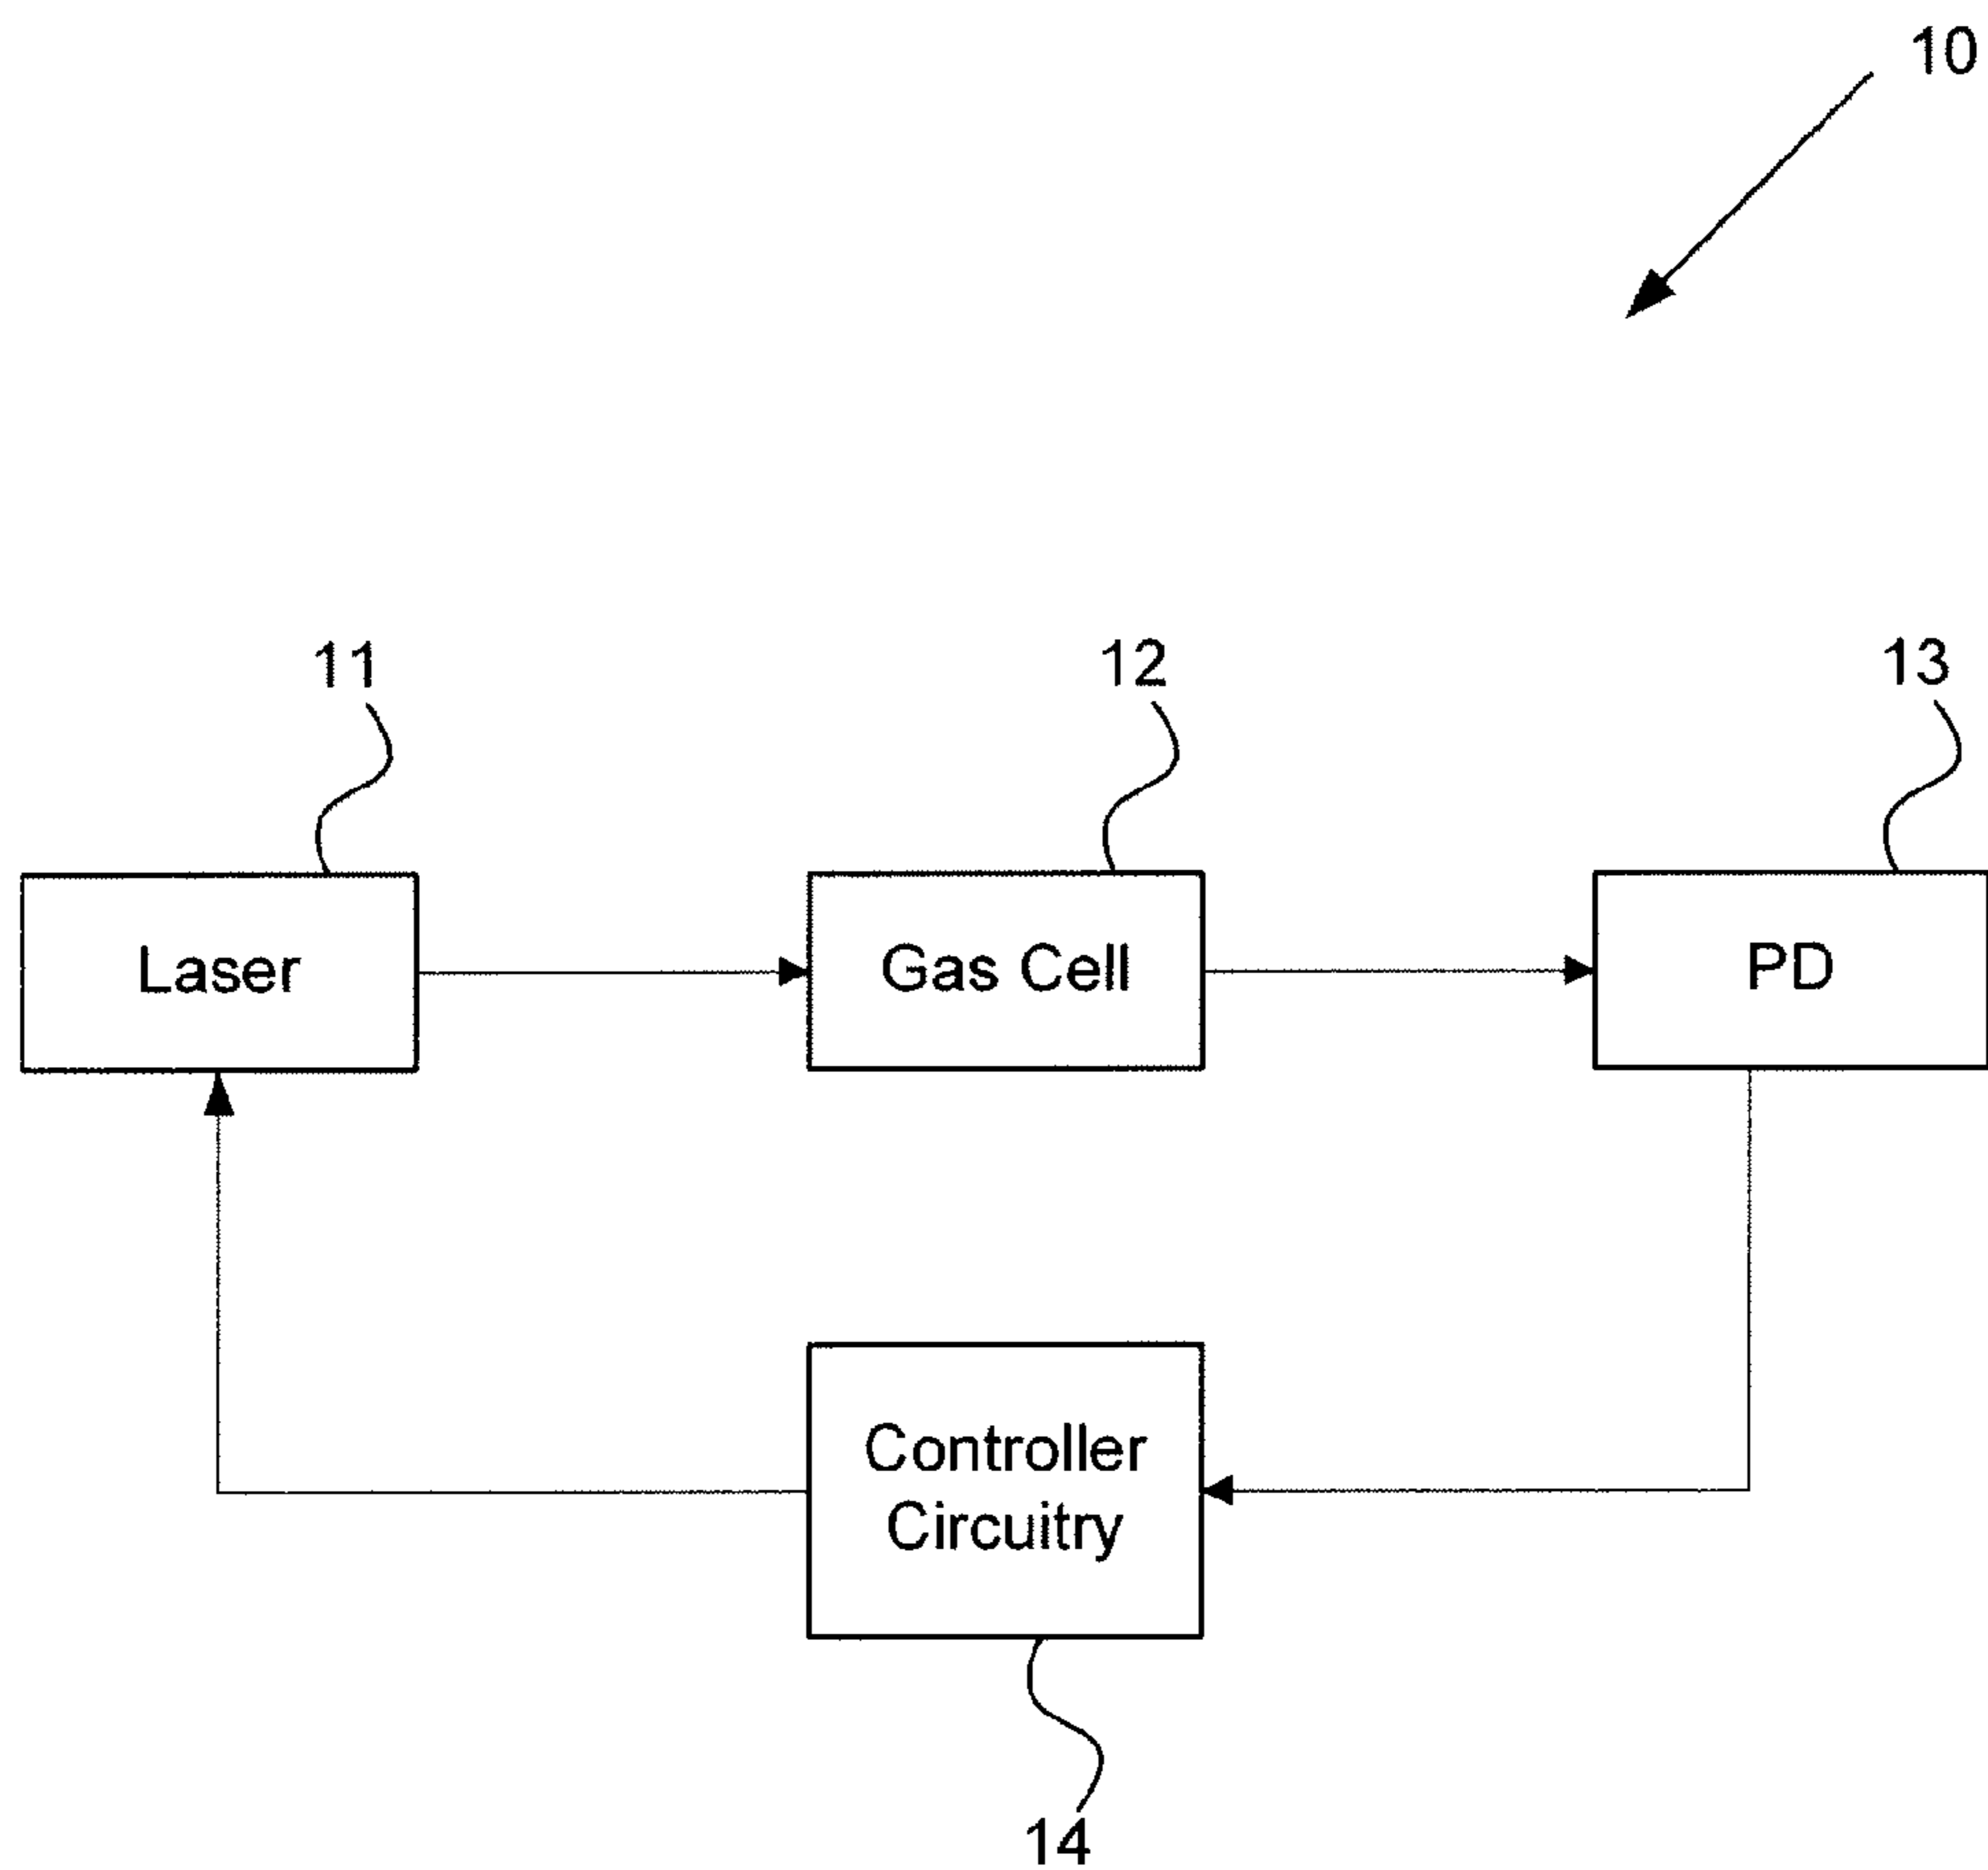 10
11
12
13
Laser
Gas Cell
PD
Controller
Circuitry
14